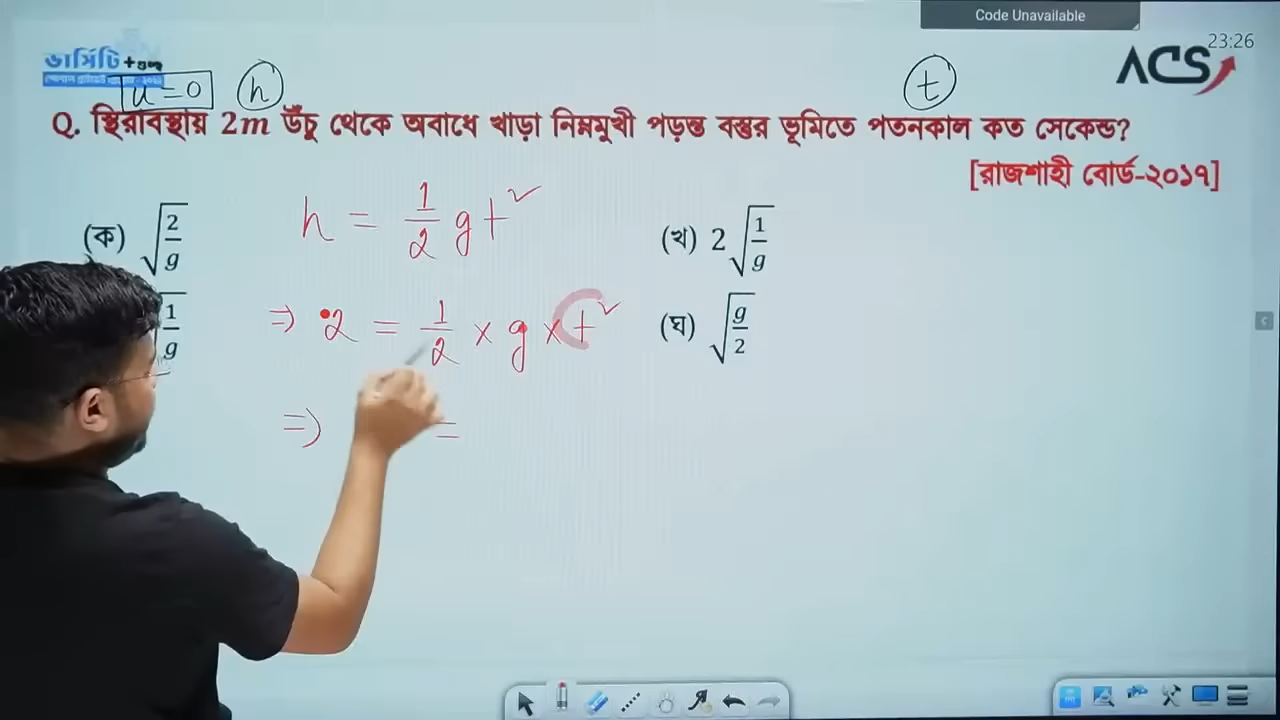 Code Unavailable
23:26
ভার্সিটি +গুচ্ছ
ACS
u = 0
h
t
Q. স্থিরাবস্থায় 2m উঁচু থেকে অবাধে খাড়া নিম্নমুখী পড়ন্ত বস্তুর ভূমিতে পতনকাল কত সেকেন্ড?
[রাজশাহী বোর্ড-২০১৭]
(ক) √(2/g)
(খ) 2√(1/g)
√(1/g)
(ঘ) √(g/2)
h = 1/2 gt²
⇒ 2 = 1/2 × g × t²
⇒ =